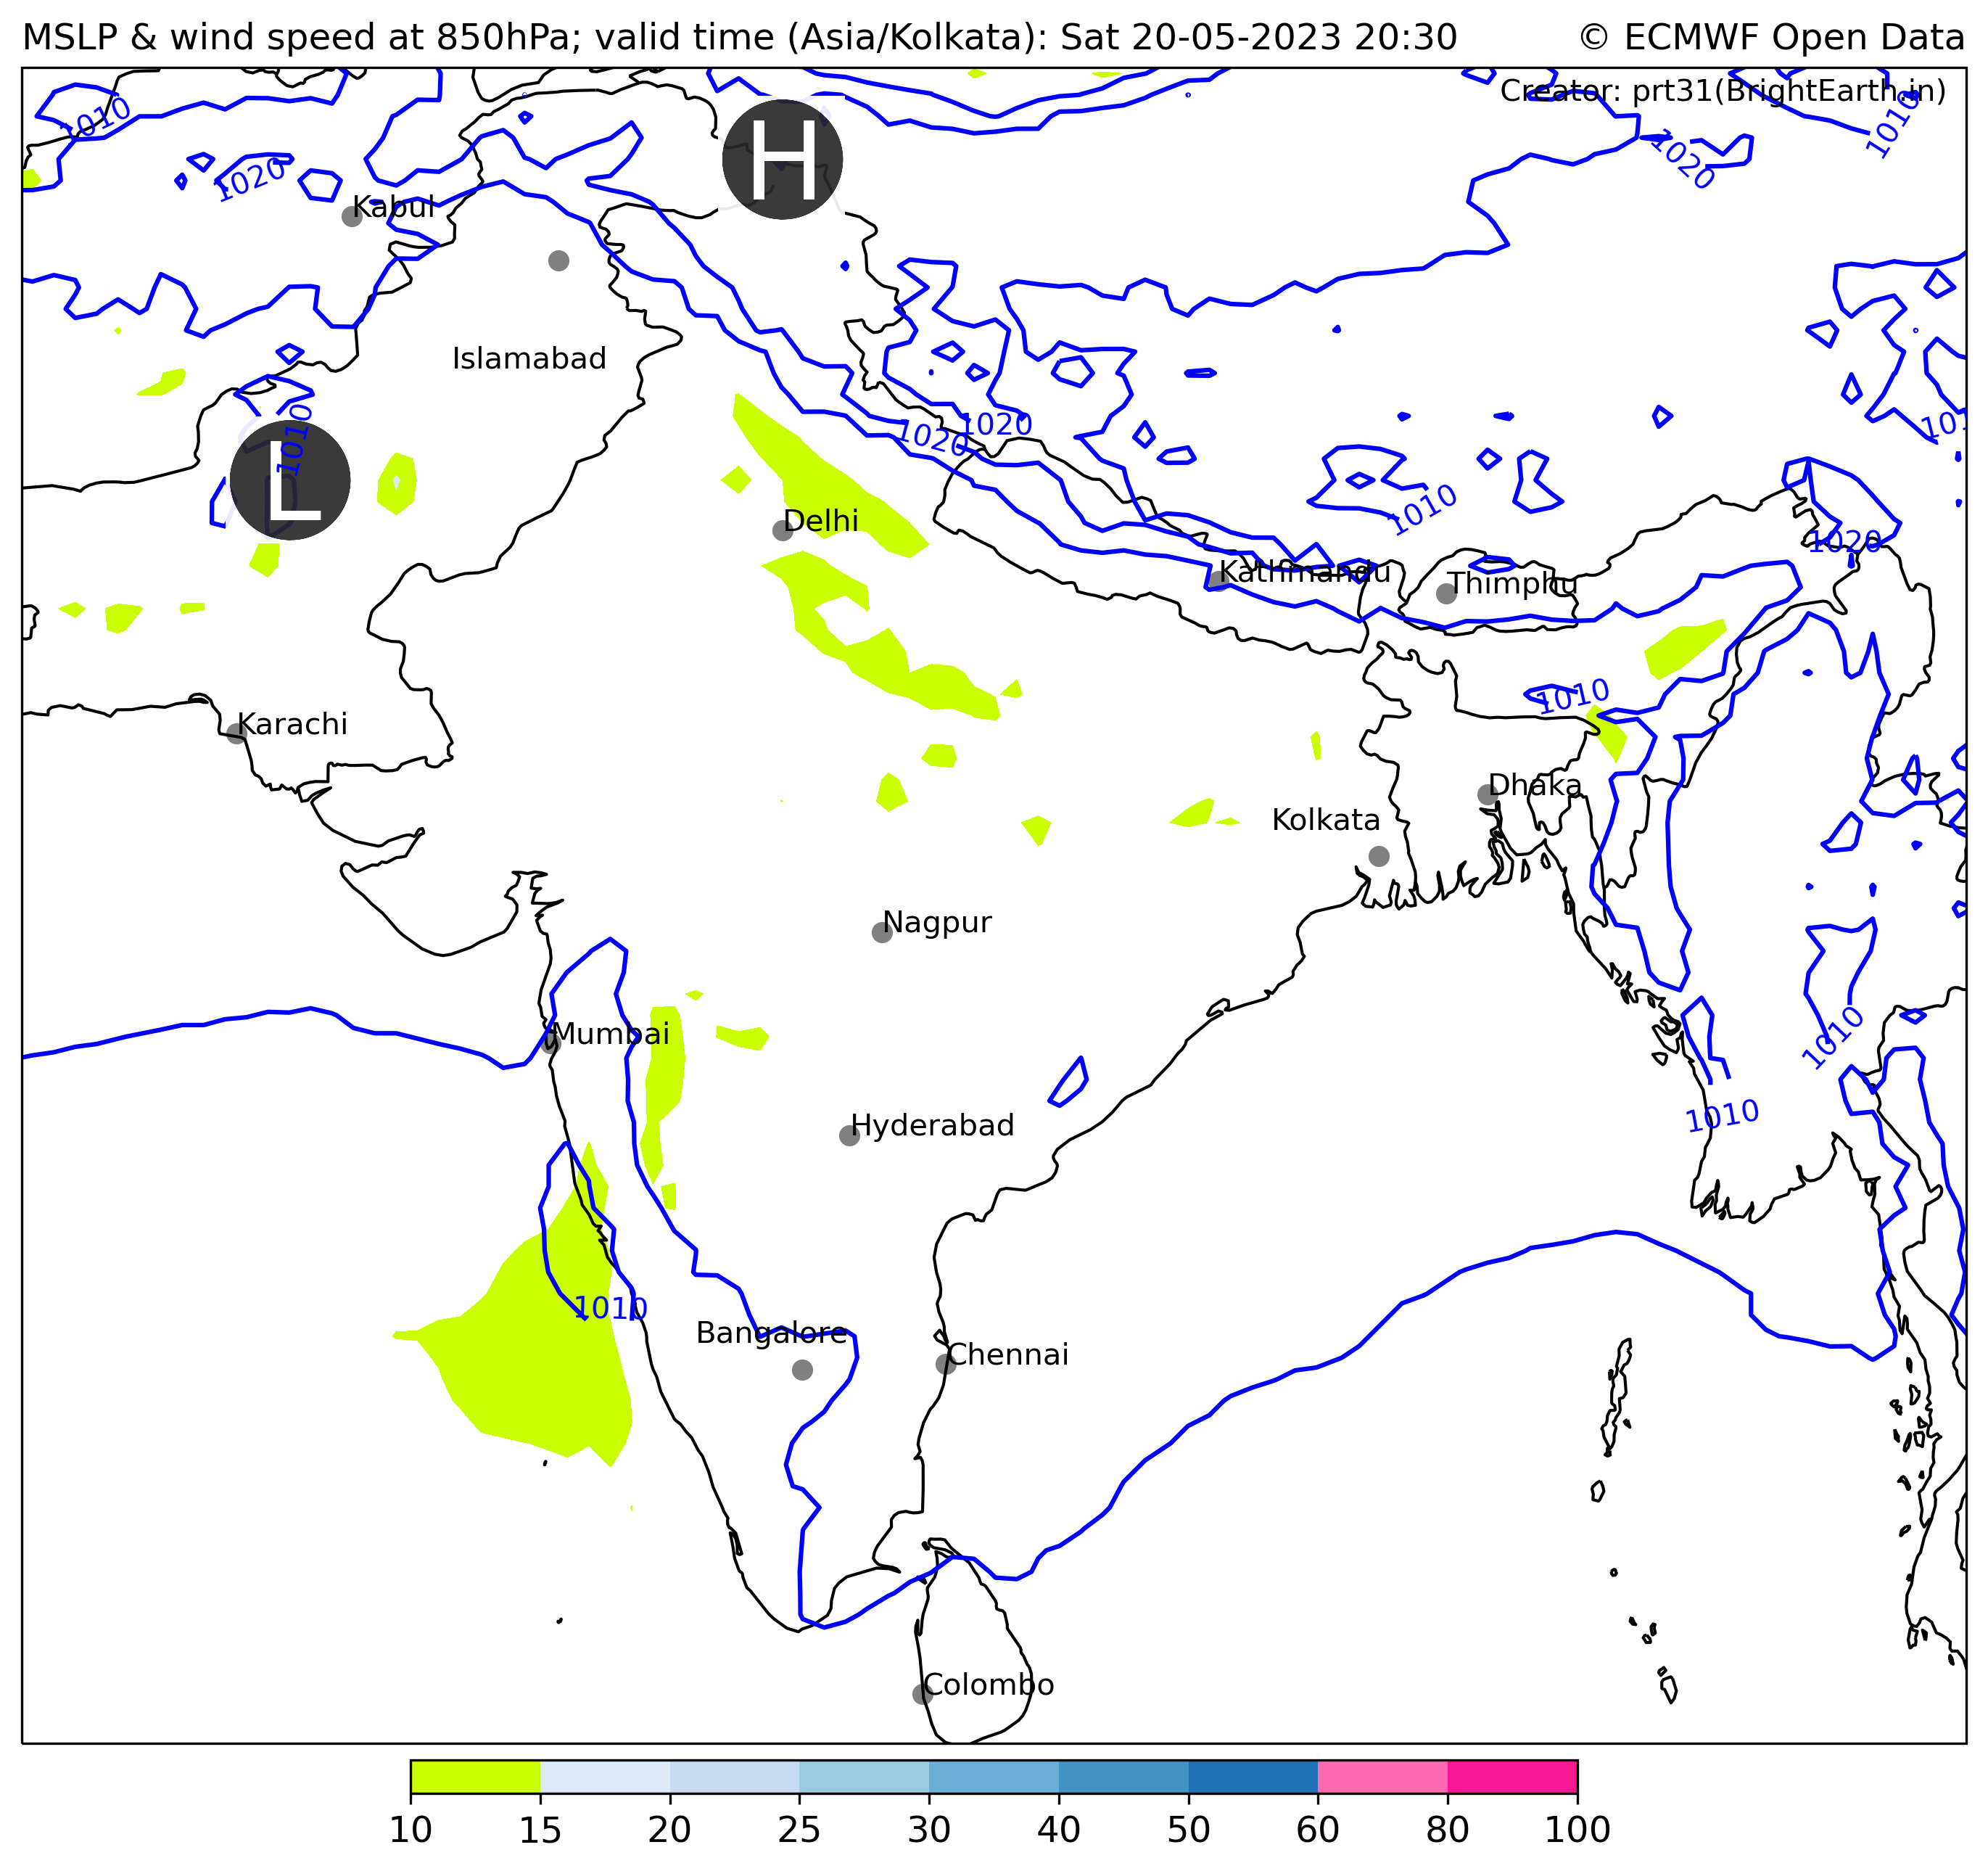 MSLP & wind speed at 850hPa; valid time (Asia/Kolkata): Sat 20-05-2023 20:30
© ECMWF Open Data
Creator: prt31(BrightEarth.in)
1010
1010
1020
H
1020
Kabul
Islamabad
1010
L
1020
1020
101
Delhi
1010
1020
Kathmandu
Thimphu
1010
Karachi
Dhaka
Kolkata
Nagpur
Mumbai
1010
Hyderabad
1010
1010
Bangalore
Chennai
Colombo
10 15 20 25 30 40 50 60 80 100